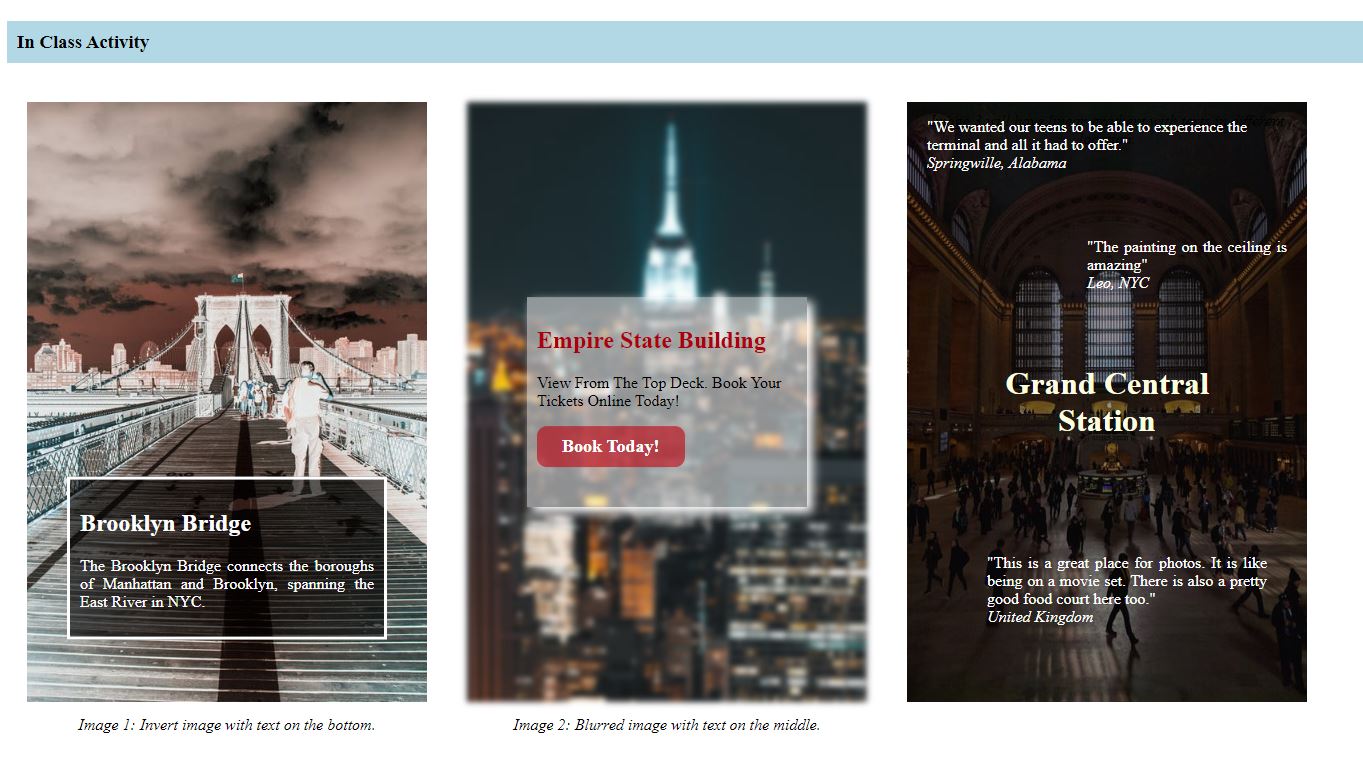 In Class Activity
Brooklyn Bridge
The Brooklyn Bridge connects the boroughs
of Manhattan and Brooklyn, spanning the
East River in NYC.
Image 1: Invert image with text on the bottom.
Empire State Building
View From The Top Deck. Book Your
Tickets Online Today!
Book Today!
Image 2: Blurred image with text on the middle.
"We wanted our teens to be able to experience the
terminal and all it had to offer."
Springwille, Alabama
"The painting on the ceiling is
amazing"
Leo, NYC
Grand Central
Station
"This is a great place for photos. It is like
being on a movie set. There is also a pretty
good food court here too."
United Kingdom